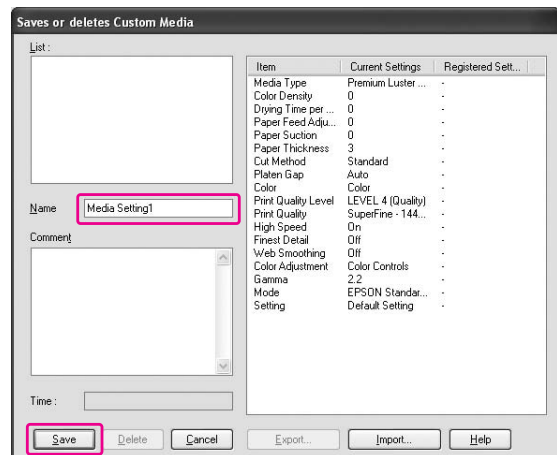 Saves or deletes Custom Media
List :
Name Media Setting1
Comment
Time :
Item Current Settings Registered Sett...
Media Type Premium Luster ... -
Color Density 0 -
Drying Time per ... 0 -
Paper Feed Adju... 0 -
Paper Suction 0 -
Paper Thickness 3 -
Cut Method Standard -
Platen Gap Auto -
Color Color -
Print Quality Level LEVEL 4 (Quality) -
Print Quality SuperFine - 144... -
High Speed On -
Finest Detail Off -
Web Smoothing Off -
Color Adjustment Color Controls -
Gamma 2.2 -
Mode EPSON Standar... -
Setting Default Setting -
Save Delete Cancel Export... Import... Help